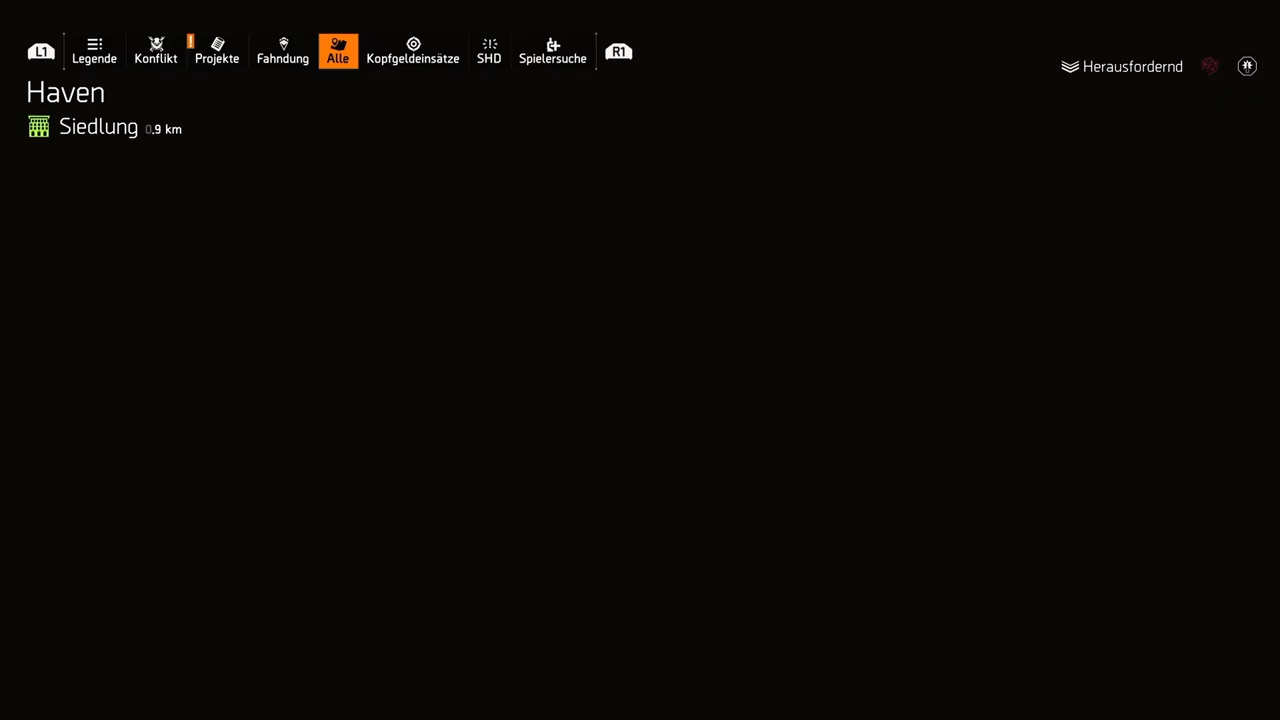 L1 Legende Konflikt ! Projekte Fahndung Alle Kopfgeldeinsätze SHD Spielersuche R1
Herausfordernd
Haven
Siedlung 0.9 km